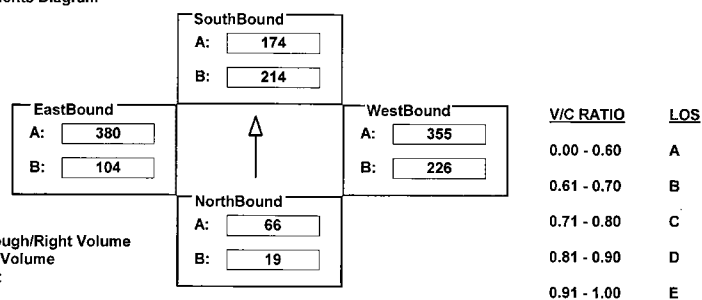 Diagram
SouthBound
A: 174
B: 214
EastBound
A: 380
B: 104
WestBound
A: 355
B: 226
NorthBound
A: 66
B: 19
ough/Right Volume
Volume
V/C RATIO LOS
0.00 - 0.60 A
0.61 - 0.70 B
0.71 - 0.80 C
0.81 - 0.90 D
0.91 - 1.00 E